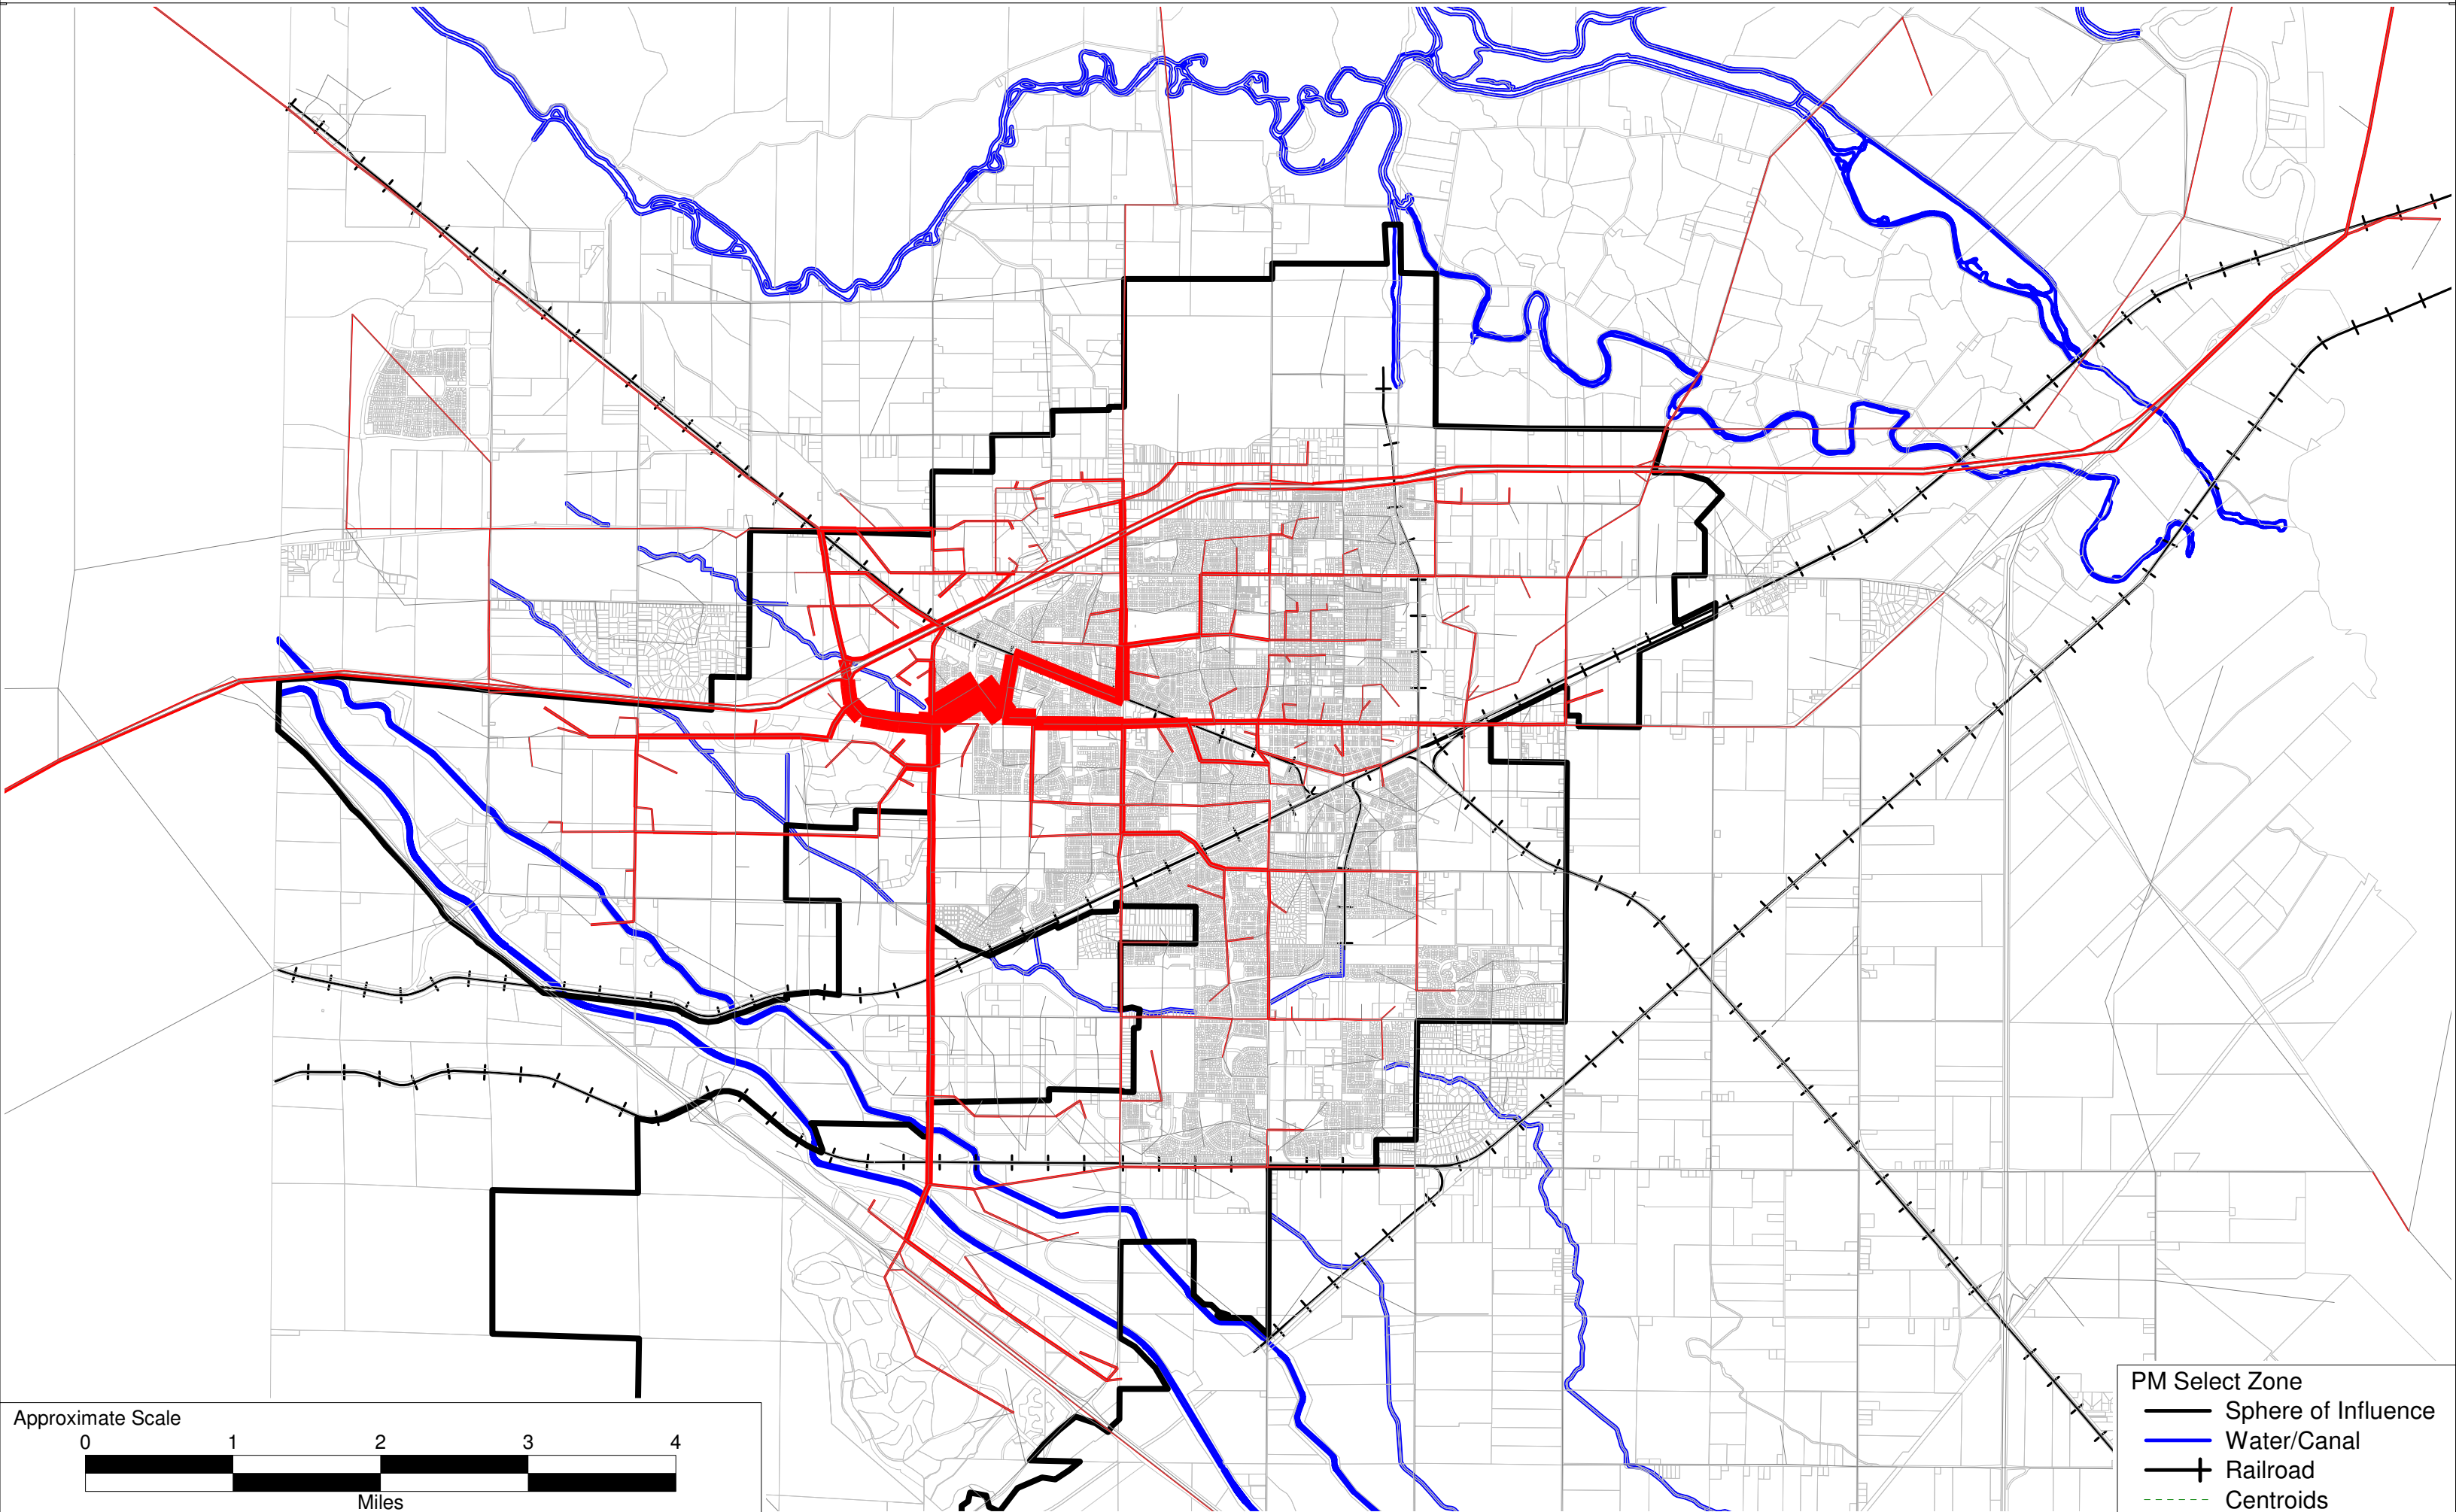 Approximate Scale
0 1 2 3 4
Miles
PM Select Zone
Sphere of Influence
Water/Canal
Railroad
Centroids